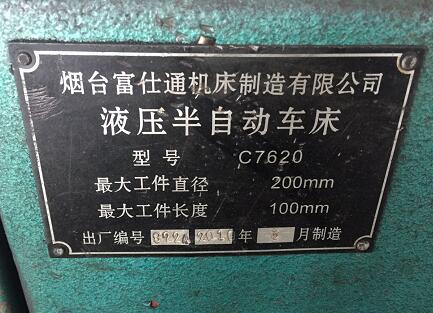 烟台富仕通机床制造有限公司
液压半自动车床
型号 C7620
最大工件直径 200mm
最大工件长度 100mm
出厂编号 年 月制造